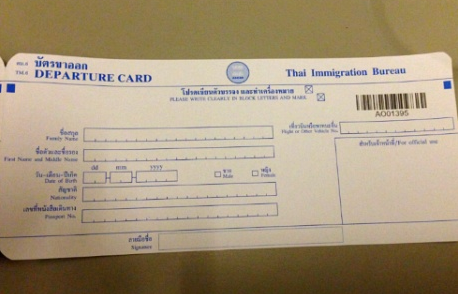 ตม.6 บัตรขาออก
TM.6 DEPARTURE CARD
Thai Immigration Bureau
โปรดเขียนตัวบรรจง และทำเครื่องหมาย
PLEASE WRITE CLEARLY IN BLOCK LETTERS AND MARK
AO01395
ชื่อสกุล
Family Name
เที่ยวบินหรือพาหนะอื่น
Flight or Other Vehicle No.
ชื่อตัวและชื่อรอง
First Name and Middle Name
สำหรับเจ้าหน้าที่/For official use
dd mm yyyy
วัน-เดือน-ปีเกิด
Date of Birth
ชาย
Male
หญิง
Female
สัญชาติ
Nationality
เลขที่หนังสือเดินทาง
Passport No.
ลายมือชื่อ
Signature